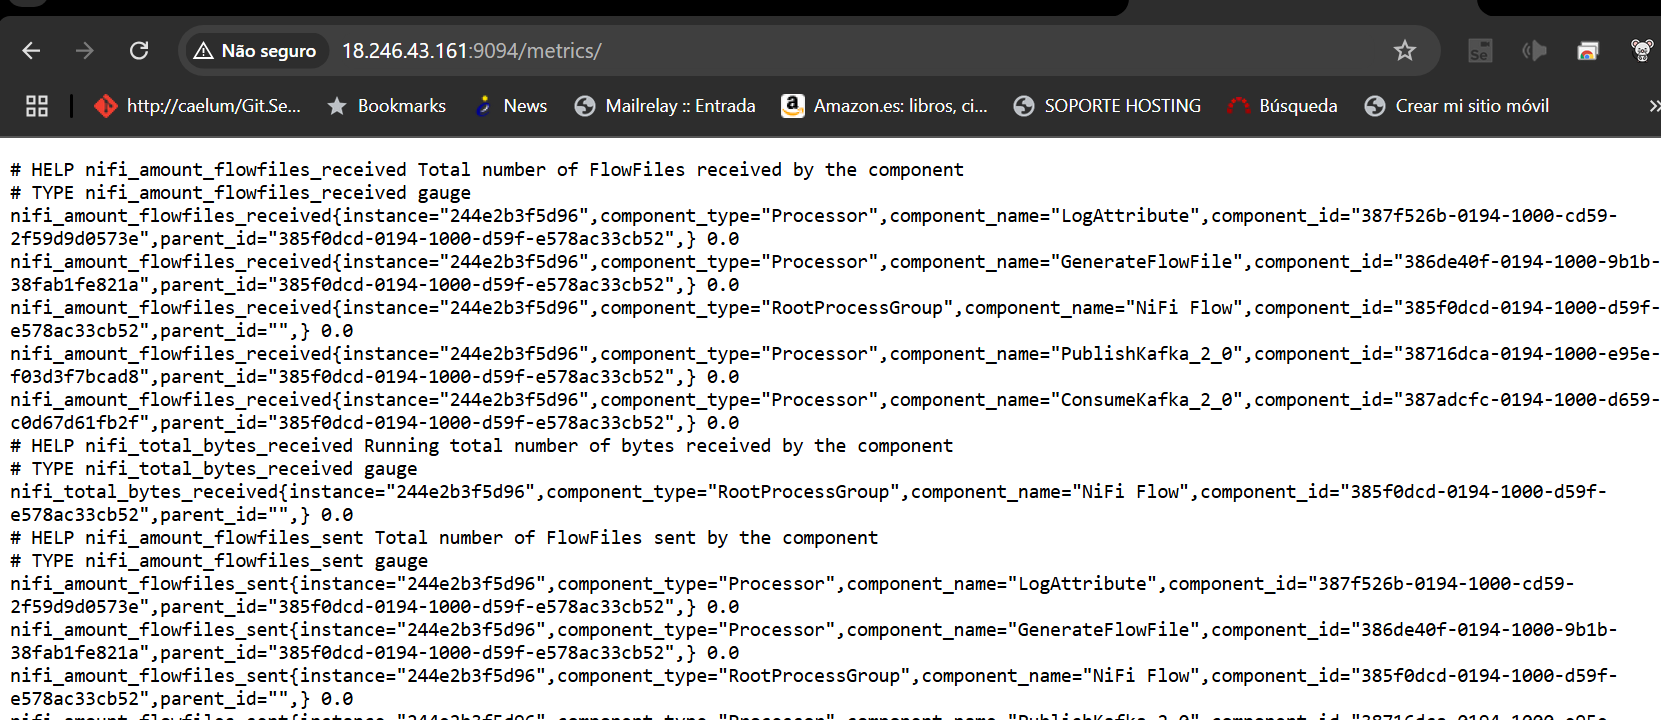 Não seguro 18.246.43.161:9094/metrics/
http://caelum/Git.Se... Bookmarks News Mailrelay :: Entrada Amazon.es: libros, ci... SOPORTE HOSTING Búsqueda Crear mi sitio móvil
# HELP nifi_amount_flowfiles_received Total number of FlowFiles received by the component
# TYPE nifi_amount_flowfiles_received gauge
nifi_amount_flowfiles_received{instance="244e2b3f5d96",component_type="Processor",component_name="LogAttribute",component_id="387f526b-0194-1000-cd59-
2f59d9d0573e",parent_id="385f0dcd-0194-1000-d59f-e578ac33cb52",} 0.0
nifi_amount_flowfiles_received{instance="244e2b3f5d96",component_type="Processor",component_name="GenerateFlowFile",component_id="386de40f-0194-1000-9b1b-
38fab1fe821a",parent_id="385f0dcd-0194-1000-d59f-e578ac33cb52",} 0.0
nifi_amount_flowfiles_received{instance="244e2b3f5d96",component_type="RootProcessGroup",component_name="NiFi Flow",component_id="385f0dcd-0194-1000-d59f-
e578ac33cb52",parent_id="",} 0.0
nifi_amount_flowfiles_received{instance="244e2b3f5d96",component_type="Processor",component_name="PublishKafka_2_0",component_id="38716dca-0194-1000-e95e-
f03d3f7bcad8",parent_id="385f0dcd-0194-1000-d59f-e578ac33cb52",} 0.0
nifi_amount_flowfiles_received{instance="244e2b3f5d96",component_type="Processor",component_name="ConsumeKafka_2_0",component_id="387adcfc-0194-1000-d659-
c0d67d61fb2f",parent_id="385f0dcd-0194-1000-d59f-e578ac33cb52",} 0.0
# HELP nifi_total_bytes_received Running total number of bytes received by the component
# TYPE nifi_total_bytes_received gauge
nifi_total_bytes_received{instance="244e2b3f5d96",component_type="RootProcessGroup",component_name="NiFi Flow",component_id="385f0dcd-0194-1000-d59f-
e578ac33cb52",parent_id="",} 0.0
# HELP nifi_amount_flowfiles_sent Total number of FlowFiles sent by the component
# TYPE nifi_amount_flowfiles_sent gauge
nifi_amount_flowfiles_sent{instance="244e2b3f5d96",component_type="Processor",component_name="LogAttribute",component_id="387f526b-0194-1000-cd59-
2f59d9d0573e",parent_id="385f0dcd-0194-1000-d59f-e578ac33cb52",} 0.0
nifi_amount_flowfiles_sent{instance="244e2b3f5d96",component_type="Processor",component_name="GenerateFlowFile",component_id="386de40f-0194-1000-9b1b-
38fab1fe821a",parent_id="385f0dcd-0194-1000-d59f-e578ac33cb52",} 0.0
nifi_amount_flowfiles_sent{instance="244e2b3f5d96",component_type="RootProcessGroup",component_name="NiFi Flow",component_id="385f0dcd-0194-1000-d59f-
e578ac33cb52",parent_id="",} 0.0